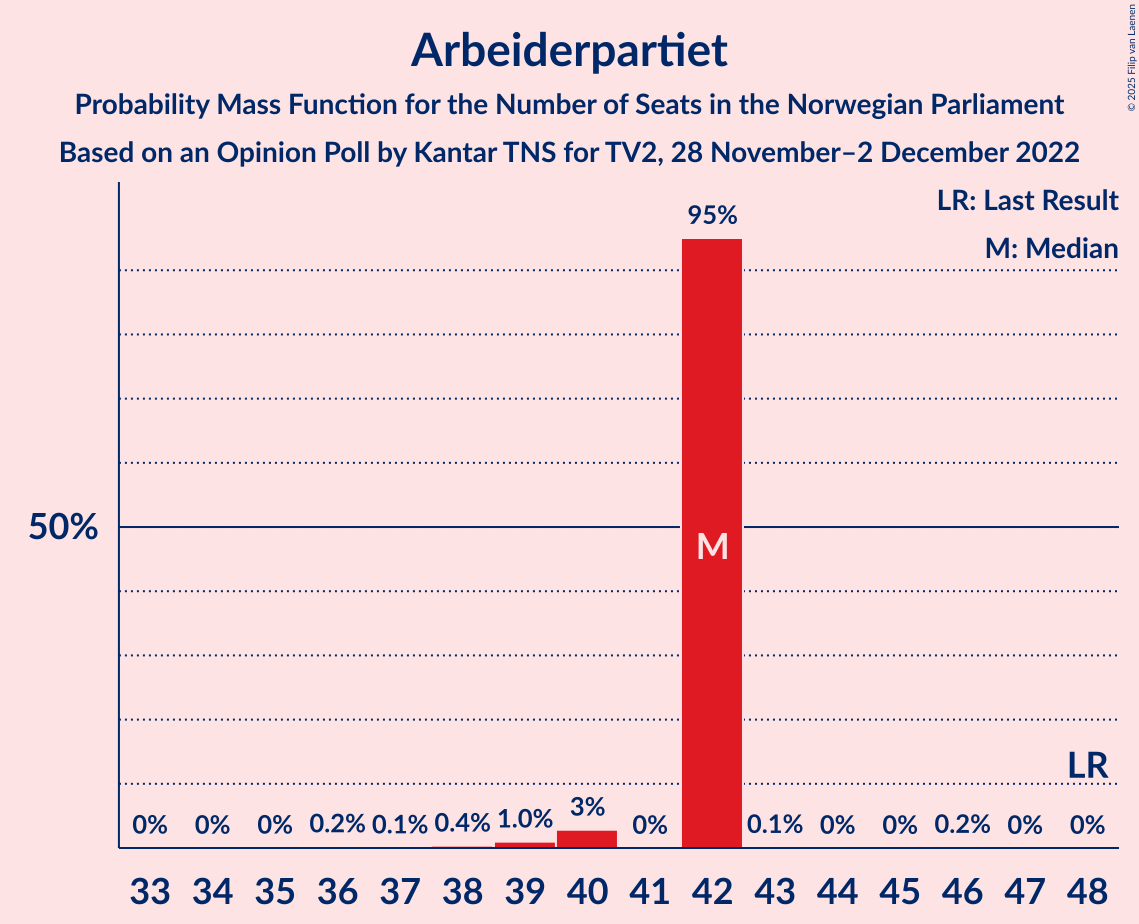 Arbeiderpartiet
Probability Mass Function for the Number of Seats in the Norwegian Parliament
Based on an Opinion Poll by Kantar TNS for TV2, 28 November–2 December 2022
© 2025 Filip van Laenen
LR: Last Result
M: Median
95%
50%
M
LR
0% 0% 0% 0.2% 0.1% 0.4% 1.0% 3% 0% 0.1% 0% 0% 0.2% 0% 0%
33 34 35 36 37 38 39 40 41 42 43 44 45 46 47 48